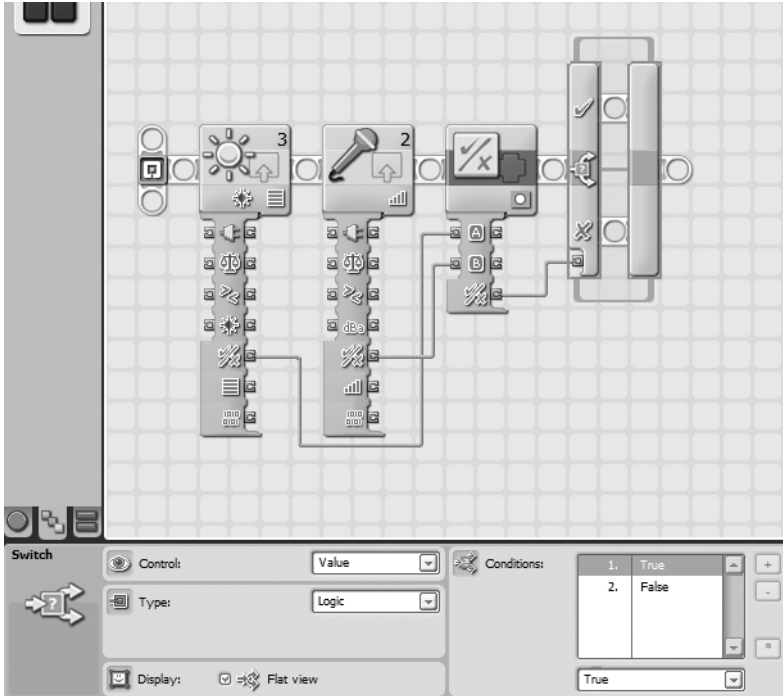 3
2
A
B
dBa
Switch
Control:
Value
Conditions:
1. True
2. False
+
-
Type:
Logic
Display:
Flat view
True